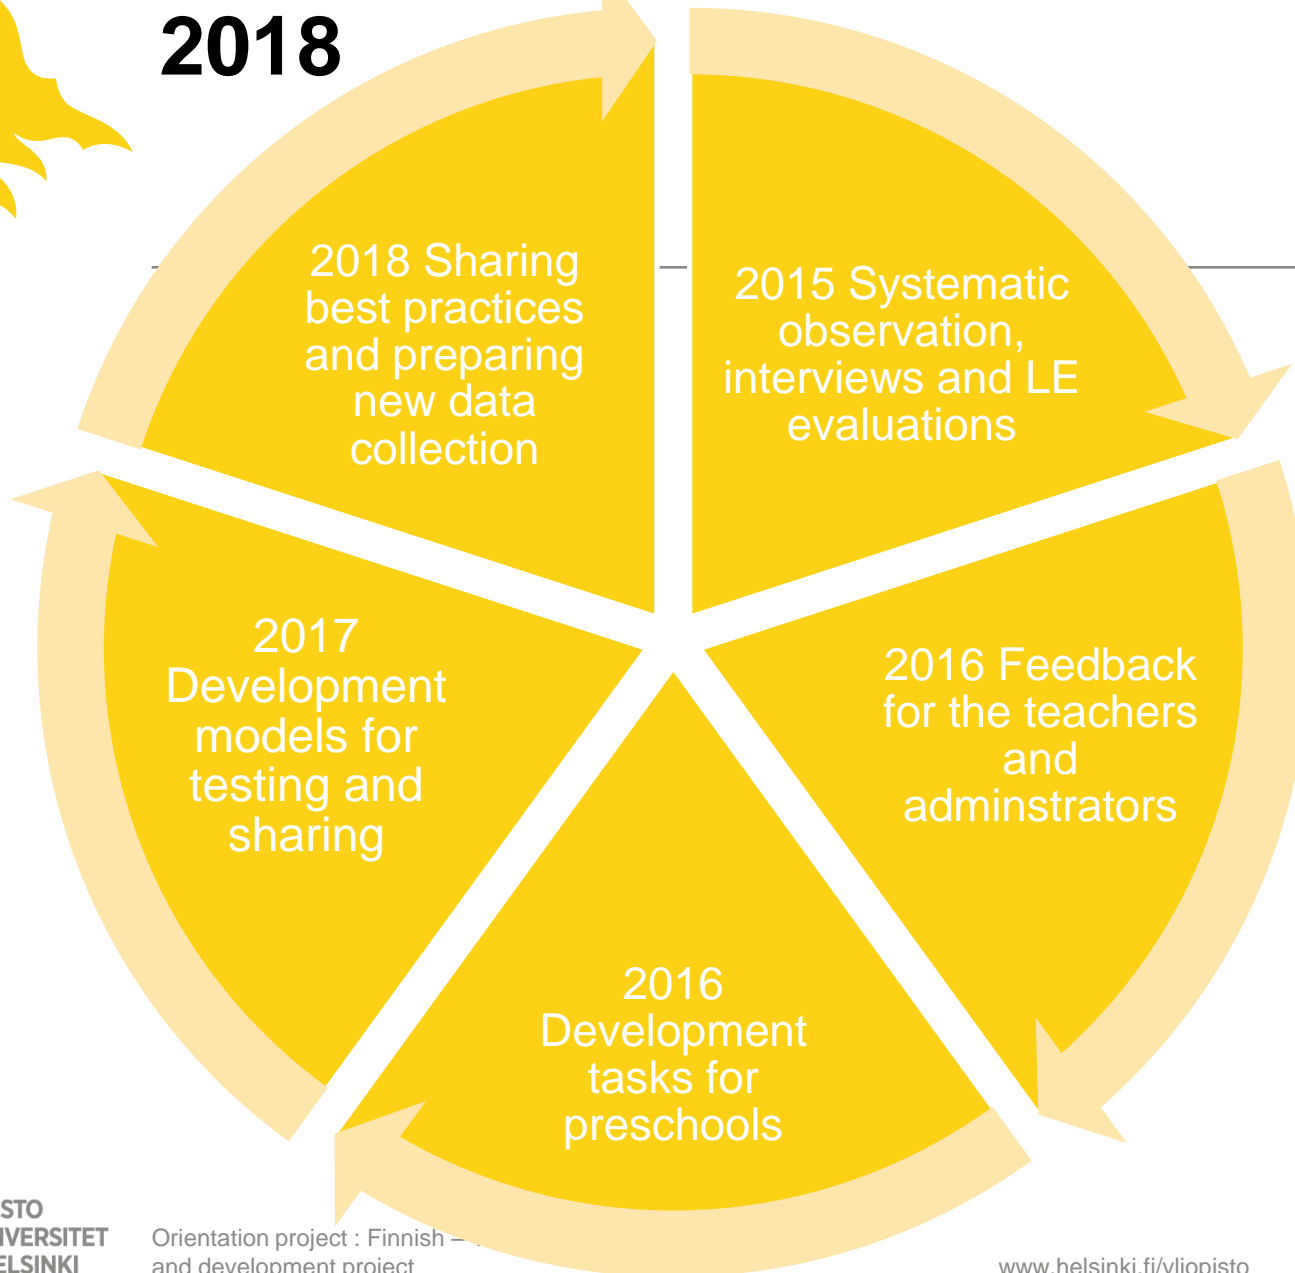 2018
2018 Sharing
best practices
and preparing
new data
collection
2015 Systematic
observation,
interviews and LE
evaluations
2017
Development
models for
testing and
sharing
2016 Feedback
for the teachers
and
adminstrators
2016
Development
tasks for
preschools
STO
IVERSITET
ELSINKI
Orientation project : Finnish –
and development project
www.helsinki.fi/yliopisto